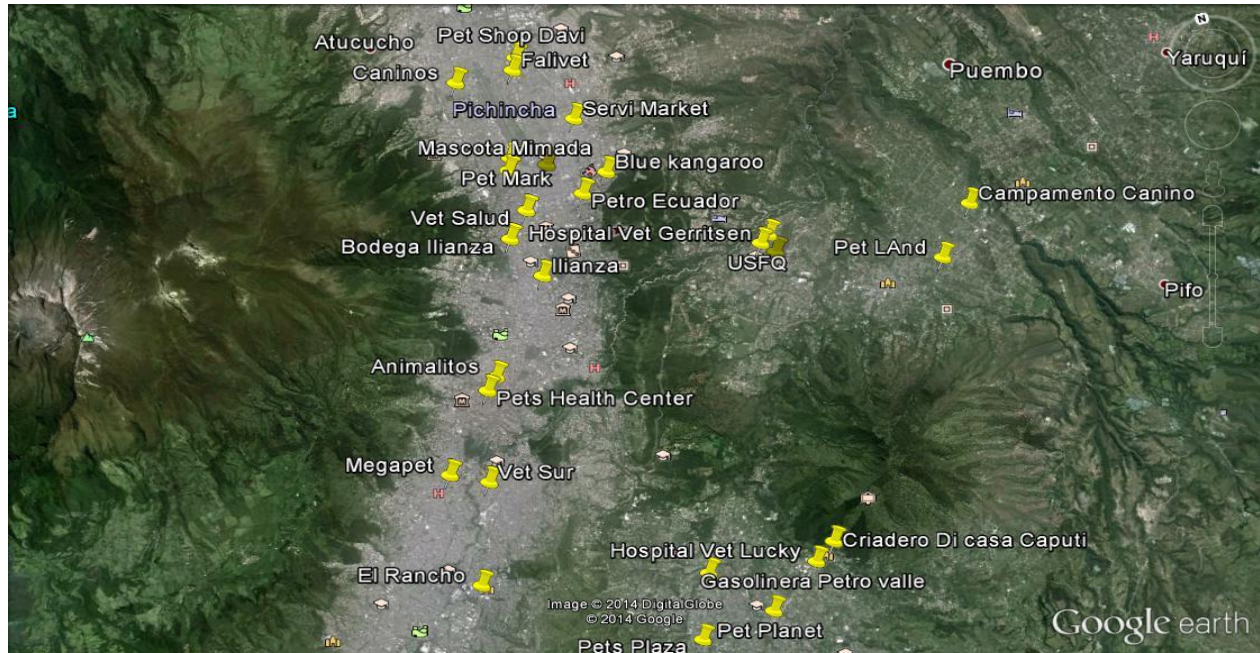 Pet Shop Davi
Atucucho
Falivet
Yaruquí
Caninos
Puembo
a
Pichincha
Servi Market
Mascota Mimada
Blue kangaroo
Pet Mark
Campamento Canino
Petro Ecuador
Vet Salud
Hospital Vet Gerritsen
Bodega Ilianza
Pet LAnd
USFQ
Ilianza
Pifo
Animalitos
Pets Health Center
Megapet
Vet Sur
Criadero Di casa Caputi
Hospital Vet Lucky
El Rancho
Gasolinera Petro valle
Image © 2014 DigitalGlobe
© 2014 Google
Pet Planet
Pets Plaza
Google earth
N
H
H
H
H